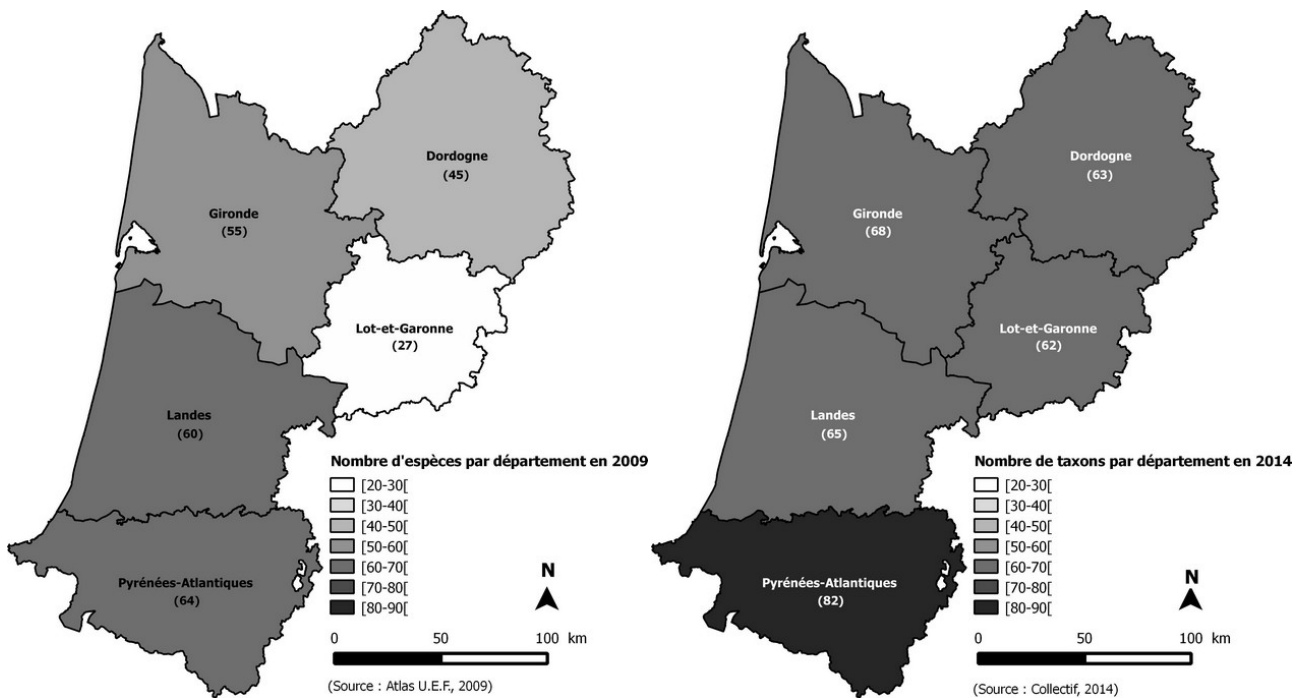 Dordogne
(45)
Gironde
(55)
Lot-et-Garonne
(27)
Landes
(60)
Pyrénées-Atlantiques
(64)
Nombre d'espèces par département en 2009
[20-30[
[30-40[
[40-50[
[50-60[
[60-70[
[70-80[
[80-90[
N
0 50 100 km
(Source : Atlas U.E.F., 2009)
Dordogne
(63)
Gironde
(68)
Lot-et-Garonne
(62)
Landes
(65)
Pyrénées-Atlantiques
(82)
Nombre de taxons par département en 2014
[20-30[
[30-40[
[40-50[
[50-60[
[60-70[
[70-80[
[80-90[
N
0 50 100 km
(Source : Collectif, 2014)